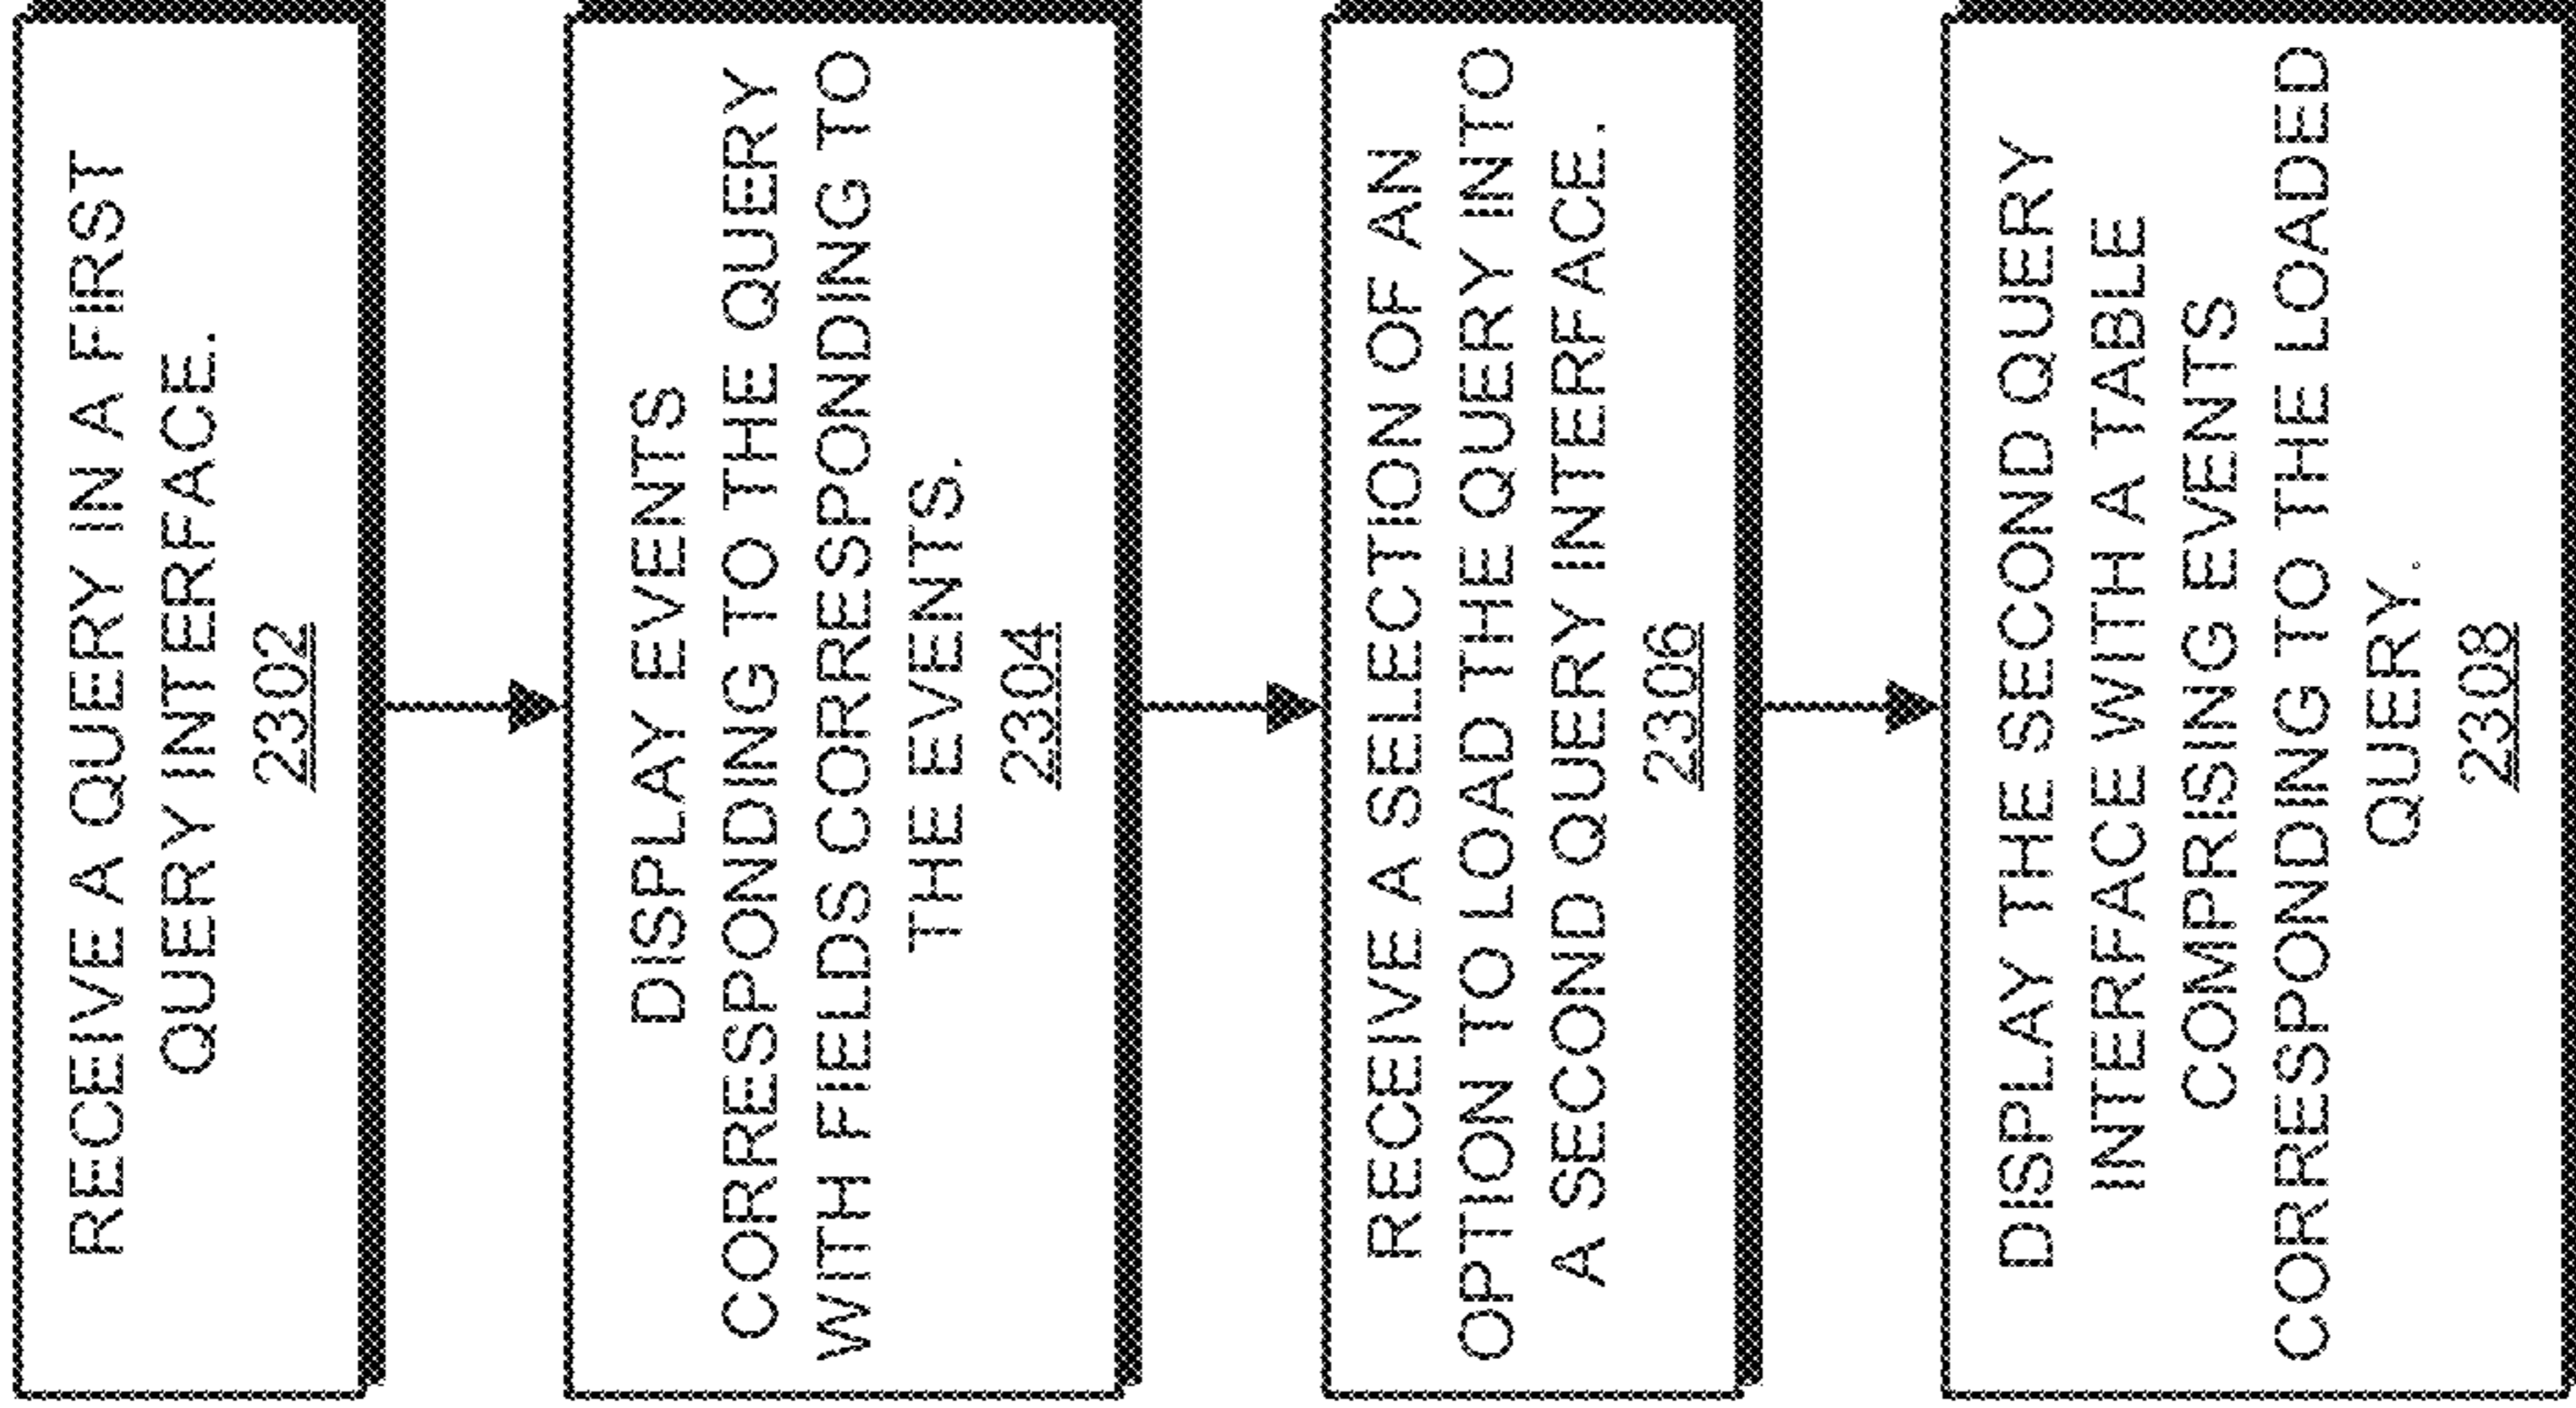 RECEIVE A QUERY IN A FIRST
QUERY INTERFACE.
2302
DISPLAY EVENTS
CORRESPONDING TO THE QUERY
WITH FIELDS CORRESPONDING TO
THE EVENTS.
2304
RECEIVE A SELECTION OF AN
OPTION TO LOAD THE QUERY INTO
A SECOND QUERY INTERFACE.
2306
DISPLAY THE SECOND QUERY
INTERFACE WITH A TABLE
COMPRISING EVENTS
CORRESPONDING TO THE LOADED
QUERY.
2308